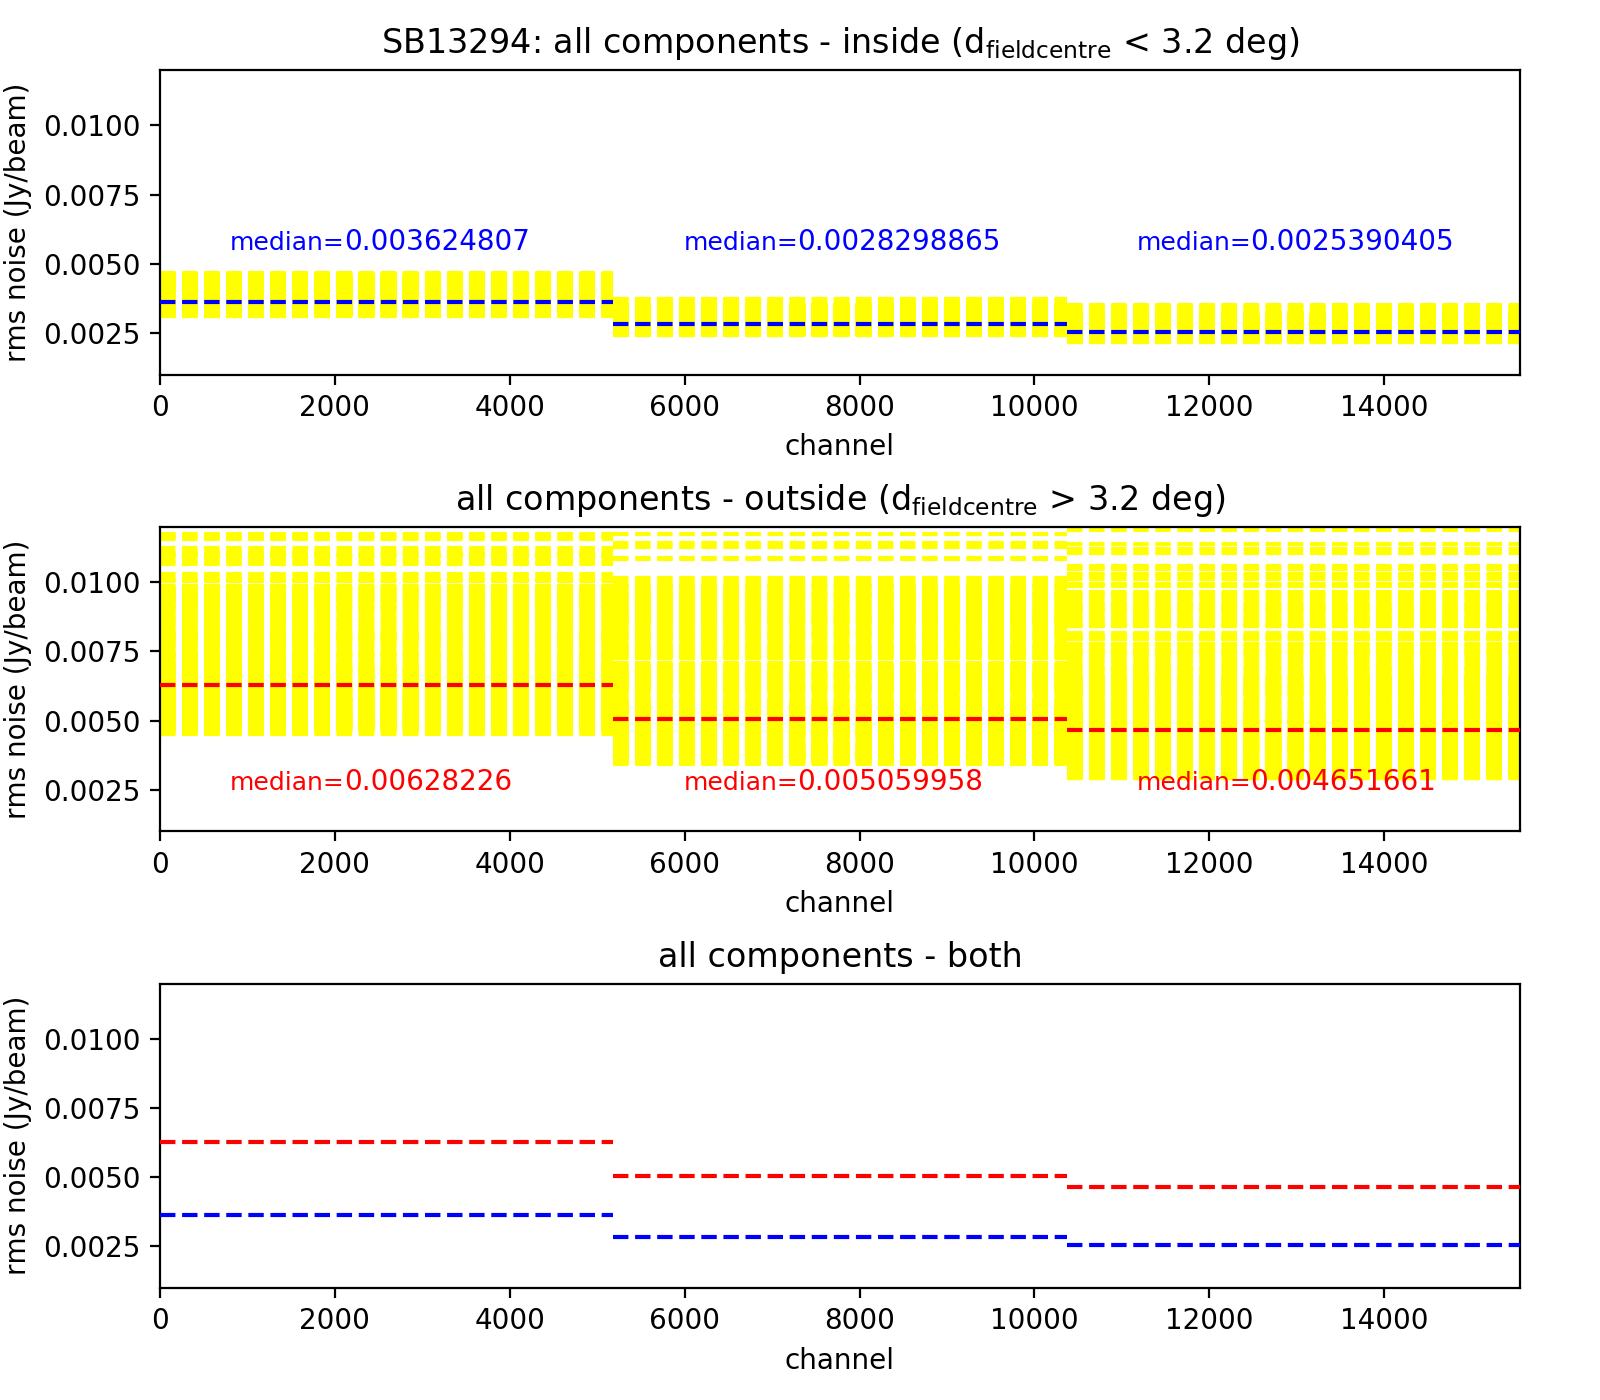 SB13294: all components - inside (dfieldcentre < 3.2 deg)
rms noise (Jy/beam)
0.0100
0.0075
0.0050
0.0025
median=0.003624807 median=0.0028298865 median=0.0025390405
0 2000 4000 6000 8000 10000 12000 14000
channel
all components - outside (dfieldcentre > 3.2 deg)
rms noise (Jy/beam)
0.0100
0.0075
0.0050
0.0025
median=0.00628226 median=0.005059958 median=0.004651661
0 2000 4000 6000 8000 10000 12000 14000
channel
all components - both
rms noise (Jy/beam)
0.0100
0.0075
0.0050
0.0025
0 2000 4000 6000 8000 10000 12000 14000
channel